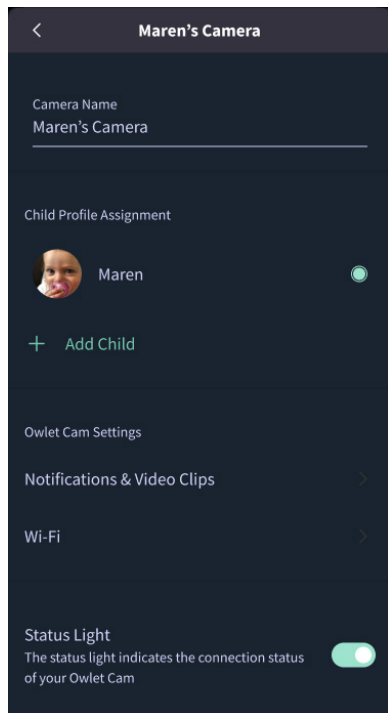 Maren’s Camera
Camera Name
Maren’s Camera
Child Profile Assignment
Maren
+ Add Child
Owlet Cam Settings
Notifications & Video Clips
Wi-Fi
Status Light
The status light indicates the connection status
of your Owlet Cam